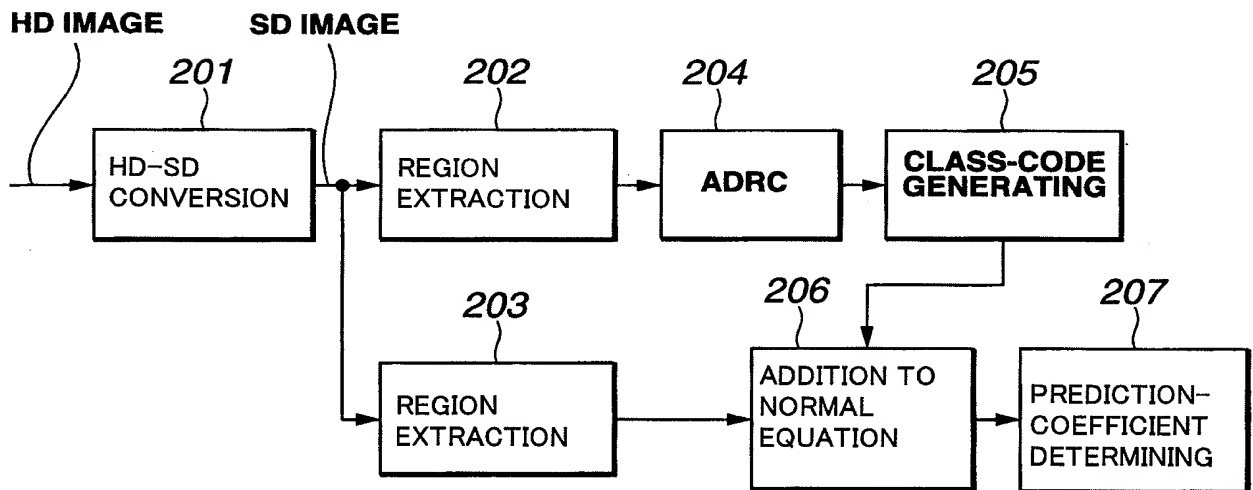 HD IMAGE
SD IMAGE
201
202
204
205
HD-SD
CONVERSION
REGION
EXTRACTION
ADRC
CLASS-CODE
GENERATING
203
206
207
REGION
EXTRACTION
ADDITION TO
NORMAL
EQUATION
PREDICTION-
COEFFICIENT
DETERMINING